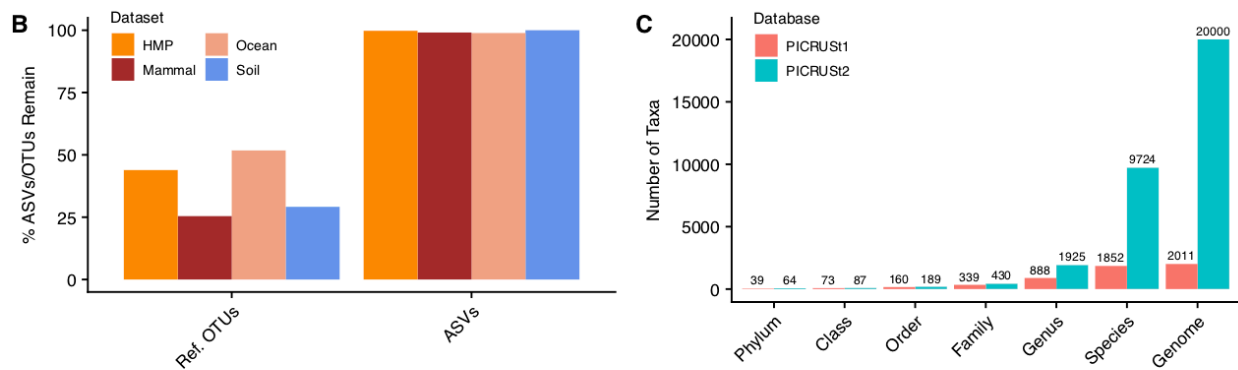 B
Dataset
HMP
Ocean
Mammal
Soil
% ASVs/OTUs Remain
100
75
50
25
0
Ref. OTUs
ASVs
C
Database
PICRUSt1
PICRUSt2
Number of Taxa
20000
15000
10000
5000
0
39
64
73
87
160
189
339
430
888
1925
1852
9724
2011
20000
Phylum
Class
Order
Family
Genus
Species
Genome